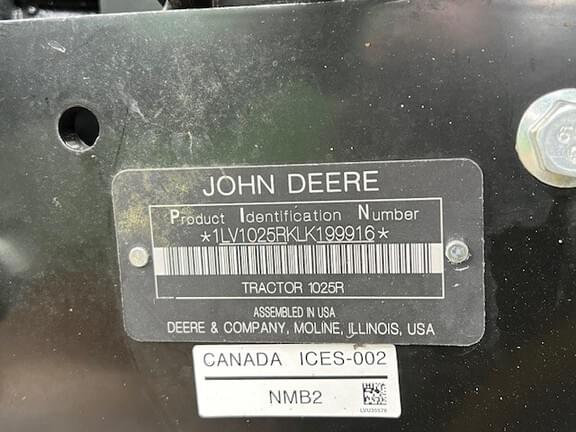 JOHN DEERE
Product Identification Number
*1LV1025RKLK199916*
TRACTOR 1025R
ASSEMBLED IN USA
DEERE & COMPANY, MOLINE, ILLINOIS, USA
CANADA ICES-002
NMB2